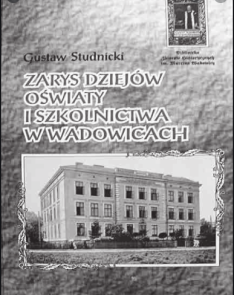 Gustaw Studnicki
ZARYS DZIEJÓW
OŚWIATY
I SZKOLNICTWA
W WADOWICACH